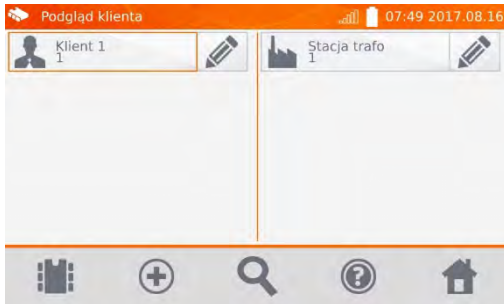 Podgląd klienta
07:49 2017.08.16
Klient 1
1
Stacja trafo
1